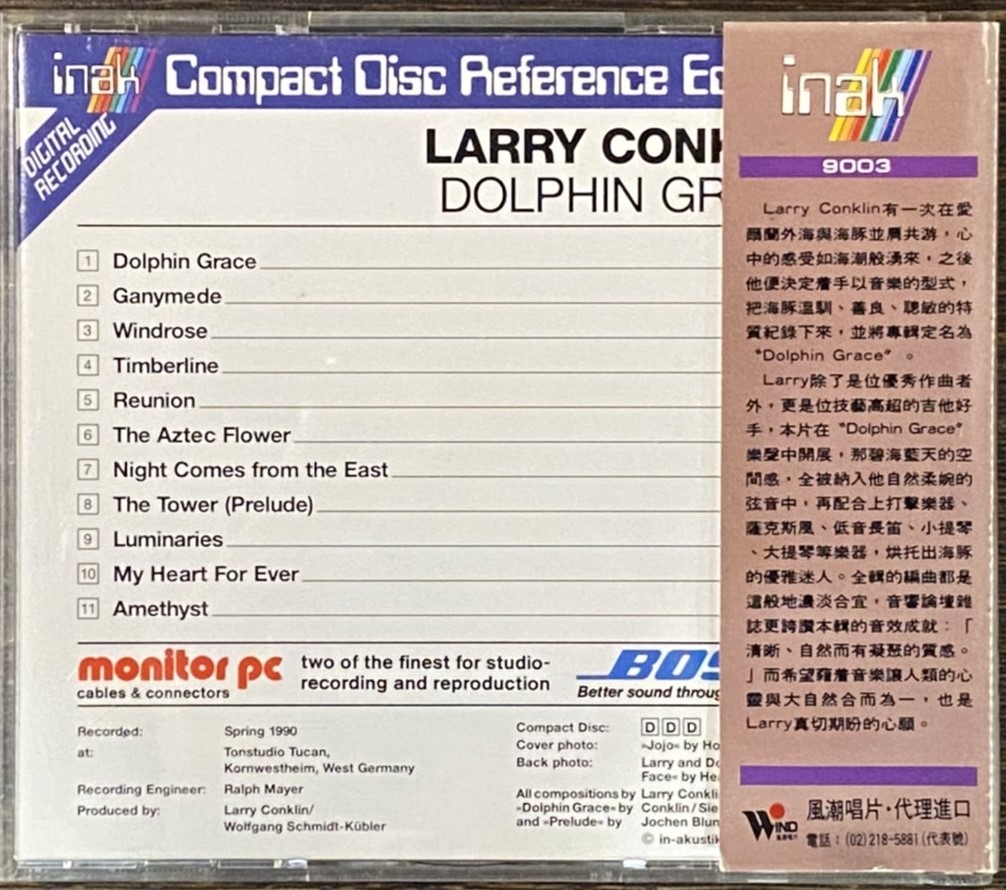 inak Compact Disc Reference Ed
DIGITAL
RECORDING
LARRY CONK
DOLPHIN GR
1 Dolphin Grace
2 Ganymede
3 Windrose
4 Timberline
5 Reunion
6 The Aztec Flower
7 Night Comes from the East
8 The Tower (Prelude)
9 Luminaries
10 My Heart For Ever
11 Amethyst
monitor pc
cables & connectors
two of the finest for studio-
recording and reproduction
BOS
Better sound throug
Recorded: Spring 1990
at: Tonstudio Tucan,
Kornwestheim, West Germany
Recording Engineer: Ralph Mayer
Produced by: Larry Conklin/
Wolfgang Schmidt-Kübler
Compact Disc: D D D
Cover photo: »Jojo« by Ho
Back photo: Larry and De
Face« by He
All compositions by Larry Conkli
»Dolphin Grace« by Conklin/Sie
and »Prelude« by Jochen Blun
© in-akustik
inak
9003
Larry Conklin有一次在愛
爾蘭外海與海豚並肩共游，心
中的感受如海潮般湧來，之後
他便決定着手以音樂的型式，
把海豚溫馴、善良、聰敏的特
質紀錄下來，並將專輯定名為
"Dolphin Grace"。
Larry除了是位優秀作曲者
外，更是位技藝高超的吉他好
手，本片在"Dolphin Grace"
樂聲中開展，那碧海藍天的空
間感，全被納入他自然柔婉的
弦音中，再配合上打擊樂器、
薩克斯風、低音長笛、小提琴
、大提琴等樂器，烘托出海豚
的優雅迷人。全輯的編曲都是
這般地濃淡合宜，音響論壇雜
誌更誇讚本輯的音效成就：「
清晰、自然而有凝聚的質感。
」而希望藉着音樂讓人類的心
靈與大自然合而為一，也是
Larry真切期盼的心願。
WIND
風潮唱片·代理進口
電話：(02)218-5881(代表號)